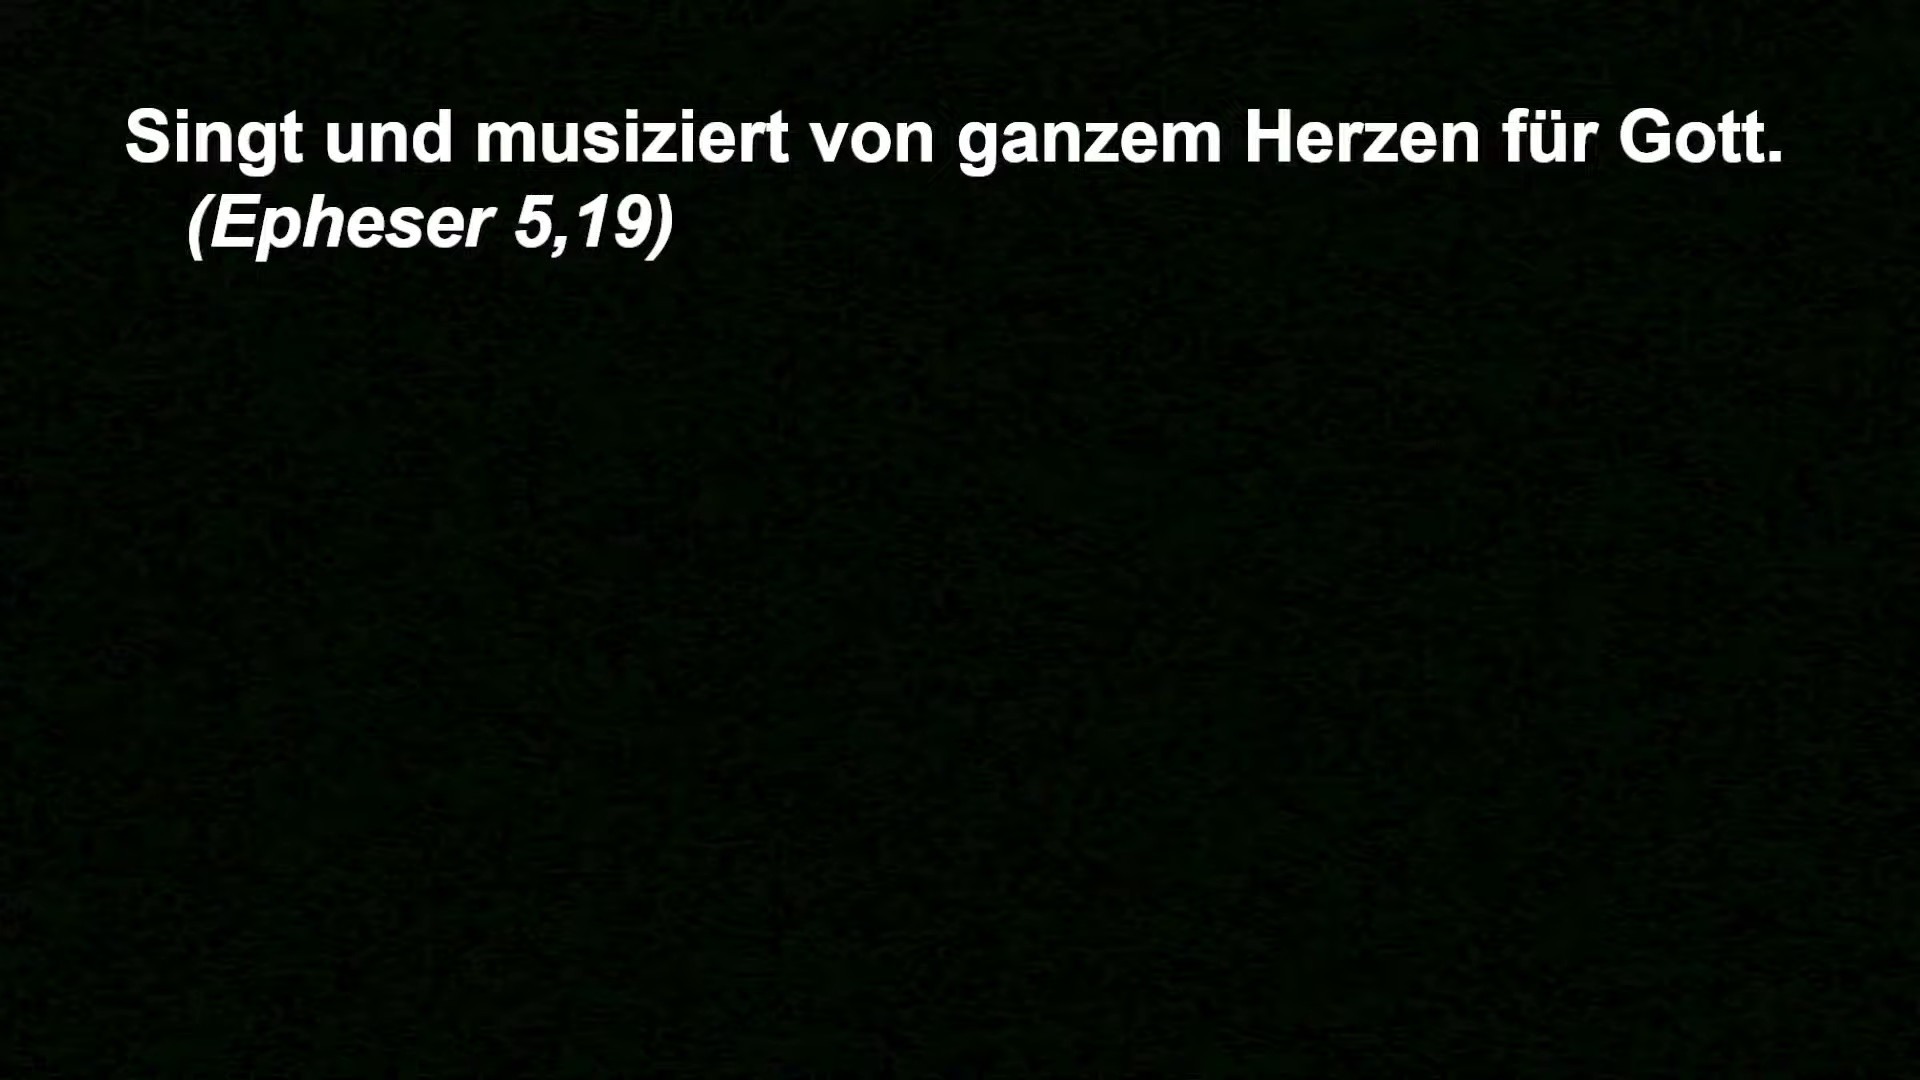 Singt und musiziert von ganzem Herzen für Gott.
(Epheser 5,19)